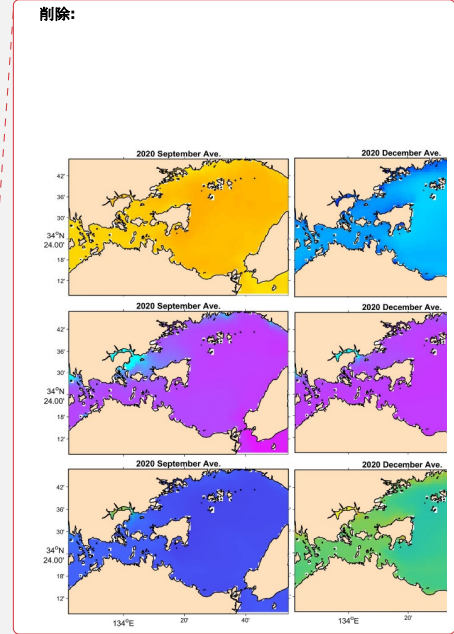 削除:
2020 September Ave.
2020 December Ave.
42'
36'
30'
34°N
24.00'
18'
12'
2020 September Ave.
2020 December Ave.
42'
36'
30'
34°N
24.00'
18'
12'
2020 September Ave.
2020 December Ave.
42'
36'
30'
34°N
24.00'
18'
12'
134°E
20'
40'
134°E
20'